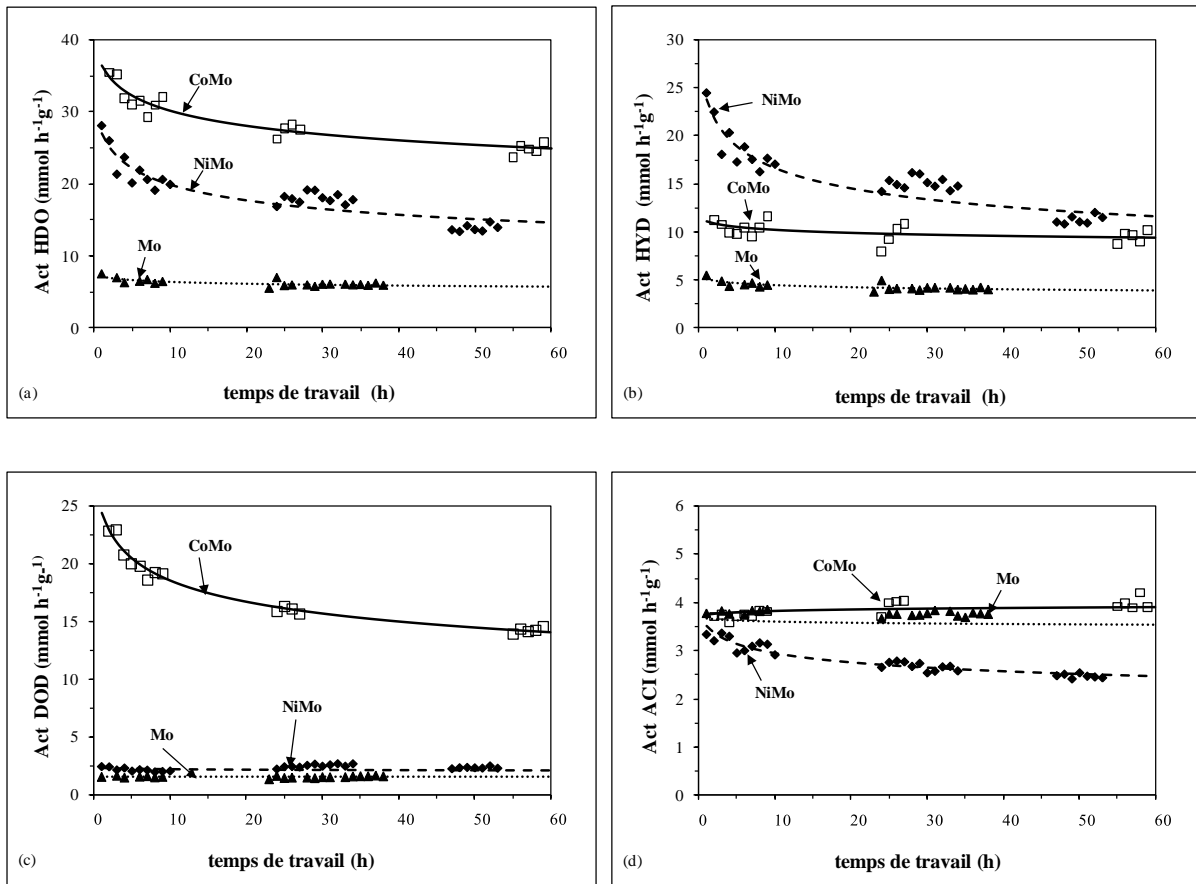 40
35
30
25
20
15
10
5
0
0 10 20 30 40 50 60
Act HDO (mmol h-1g-1)
CoMo
NiMo
Mo
temps de travail (h)
(a)
30
25
20
15
10
5
0
0 10 20 30 40 50 60
Act HYD (mmol h-1g-1)
NiMo
CoMo
Mo
temps de travail (h)
(b)
25
20
15
10
5
0
0 10 20 30 40 50 60
Act DOD (mmol h-1g-1)
CoMo
NiMo
Mo
temps de travail (h)
(c)
6
5
4
3
2
1
0
0 10 20 30 40 50 60
Act ACI (mmol h-1g-1)
CoMo
Mo
NiMo
temps de travail (h)
(d)